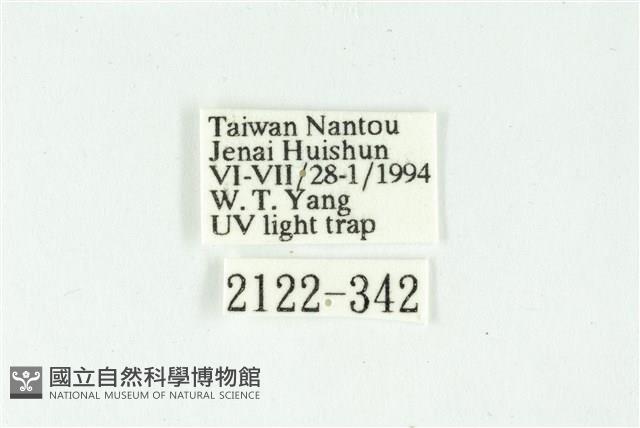 Taiwan Nantou
Jenai Huishun
VI-VII/28-1/1994
W. T. Yang
UV light trap
2122-342
國立自然科學博物館
NATIONAL MUSEUM OF NATURAL SCIENCE